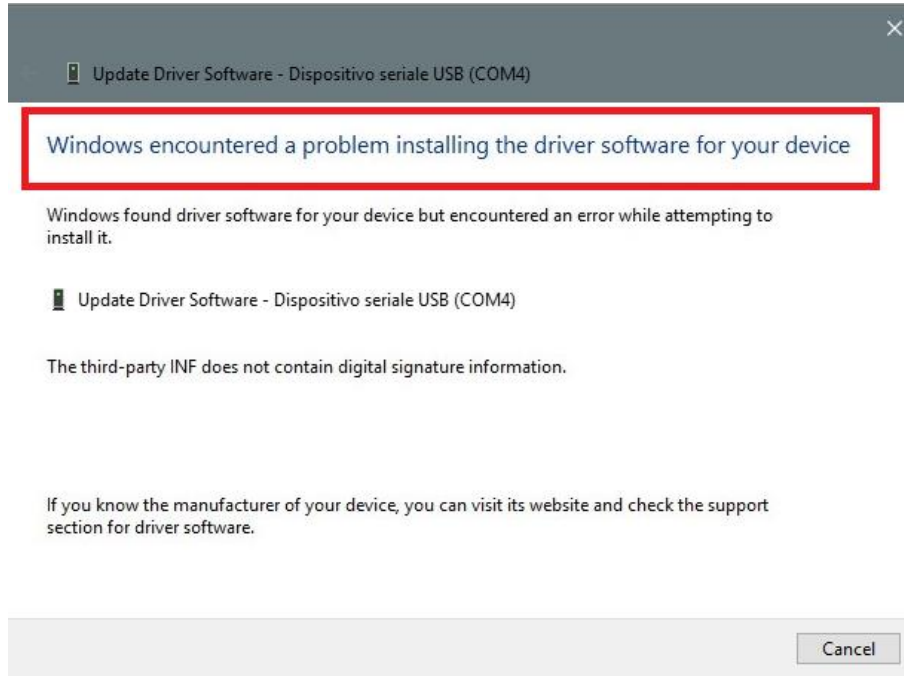 Update Driver Software - Dispositivo seriale USB (COM4)
Windows encountered a problem installing the driver software for your device
Windows found driver software for your device but encountered an error while attempting to
install it.
Update Driver Software - Dispositivo seriale USB (COM4)
The third-party INF does not contain digital signature information.
If you know the manufacturer of your device, you can visit its website and check the support
section for driver software.
Cancel